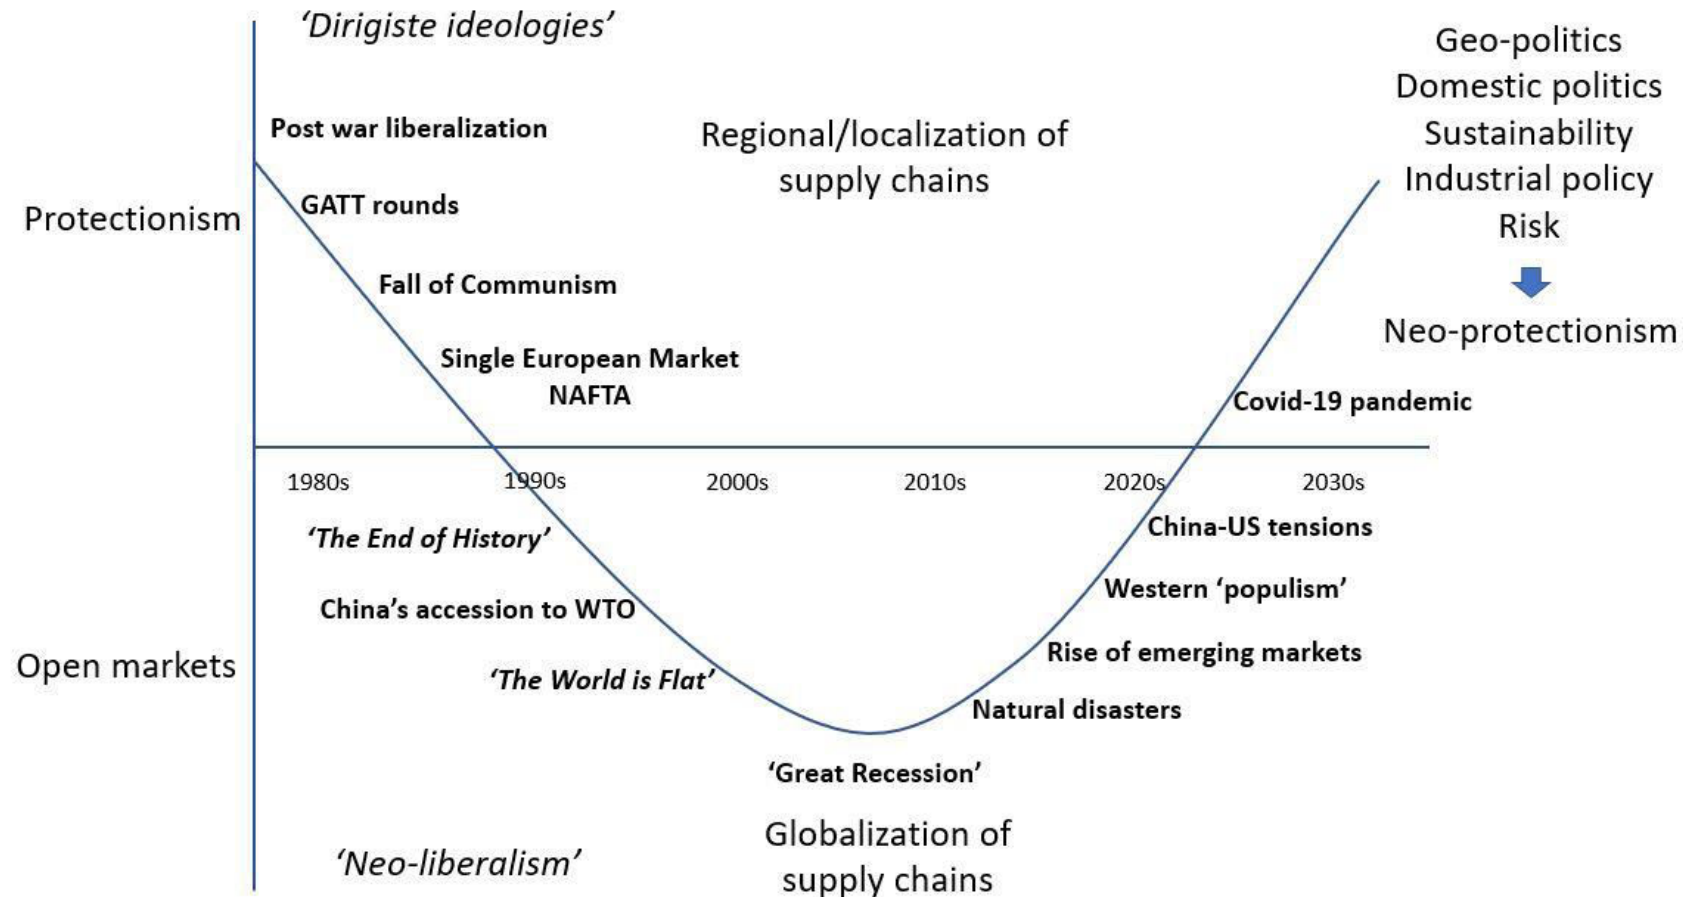 ‘Dirigiste ideologies’
Geo-politics
Domestic politics
Sustainability
Industrial policy
Risk
Neo-protectionism
Post war liberalization
Regional/localization of
supply chains
GATT rounds
Protectionism
Fall of Communism
Single European Market
NAFTA
Covid-19 pandemic
1980s
1990s
2000s
2010s
2020s
2030s
‘The End of History’
China-US tensions
China’s accession to WTO
Western ‘populism’
Open markets
‘The World is Flat’
Rise of emerging markets
Natural disasters
‘Great Recession’
‘Neo-liberalism’
Globalization of
supply chains